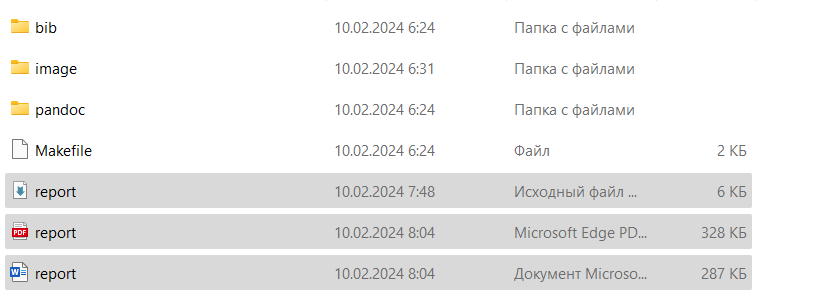 bib 10.02.2024 6:24 Папка с файлами
image 10.02.2024 6:31 Папка с файлами
pandoc 10.02.2024 6:24 Папка с файлами
Makefile 10.02.2024 6:24 Файл 2 КБ
report 10.02.2024 7:48 Исходный файл ... 6 КБ
PDF report 10.02.2024 8:04 Microsoft Edge PD... 328 КБ
W report 10.02.2024 8:04 Документ Microso... 287 КБ